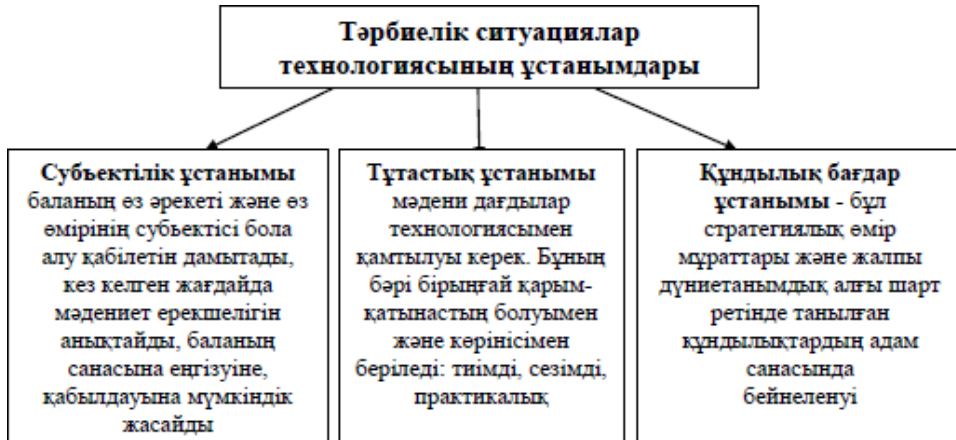 Тәрбиелік ситуациялар
технологиясының ұстанымдары
Субъектілік ұстанымы
баланың өз әрекеті және өз
өмірінің субъектісі бола
алу қабілетін дамытады,
кез келген жағдайда
мәдениет ерекшелігін
анықтайды, баланың
санасына еңгізуіне,
қабылдауына мүмкіндік
жасайды
Тұтастық ұстанымы
мәдени дағдылар
технологиясымен
қамтылуы керек. Бұның
бәрі бірыңғай қарым-
қатынастың болуымен
және көрінісімен
беріледі: тиімді, сезімді,
практикалық
Құндылық бағдар
ұстанымы - бұл
стратегиялық өмір
мұраттары және жалпы
дүниетанымдық алғы шарт
ретінде танылған
құндылықтардың адам
санасында
бейнеленуі